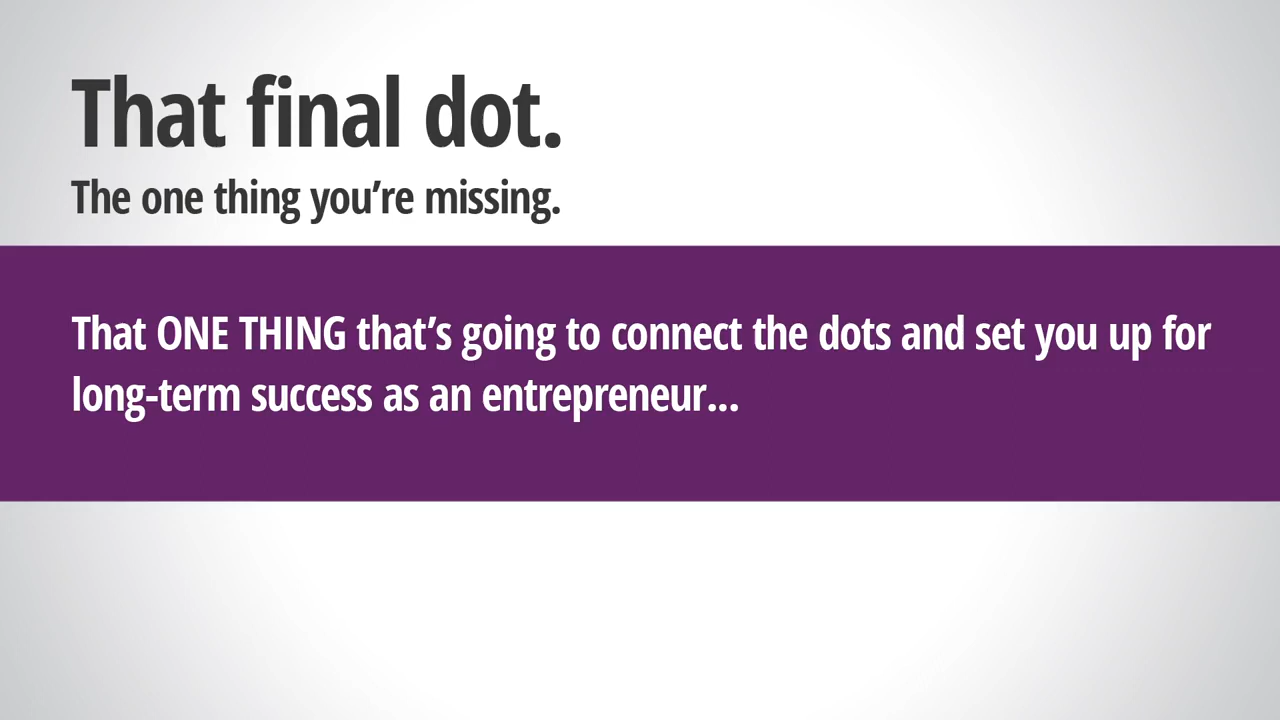 That final dot.
The one thing you’re missing.
That ONE THING that’s going to connect the dots and set you up for
long-term success as an entrepreneur...